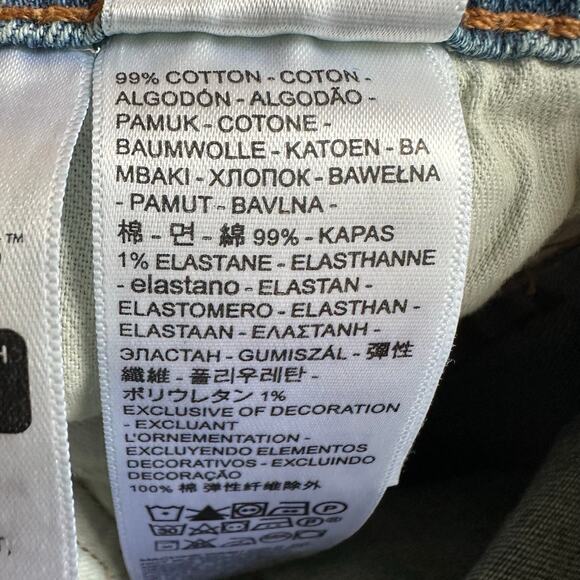 99% COTTON - COTON -
ALGODÓN - ALGODÃO -
PAMUK - COTONE -
BAUMWOLLE - KATOEN - BA
MBAKI - ХЛОПОК - BAWEŁNA
- PAMUT - BAVLNA -
棉 - 면 - 綿 99% - KAPAS
1% ELASTANE - ELASTHANNE
- elastano - ELASTAN -
ELASTOMERO - ELASTHAN -
ELASTAAN - ΕΛΑΣΤΑΝΗ -
ЭЛАСТАН - GUMISZÁL - 彈性
纖維 - 폴리우레탄 -
ポリウレタン 1%
EXCLUSIVE OF DECORATION
- EXCLUANT
L'ORNEMENTATION -
EXCLUYENDO ELEMENTOS
DECORATIVOS - EXCLUINDO
DECORAÇÃO
100% 棉 弹性纤维除外
TM
H